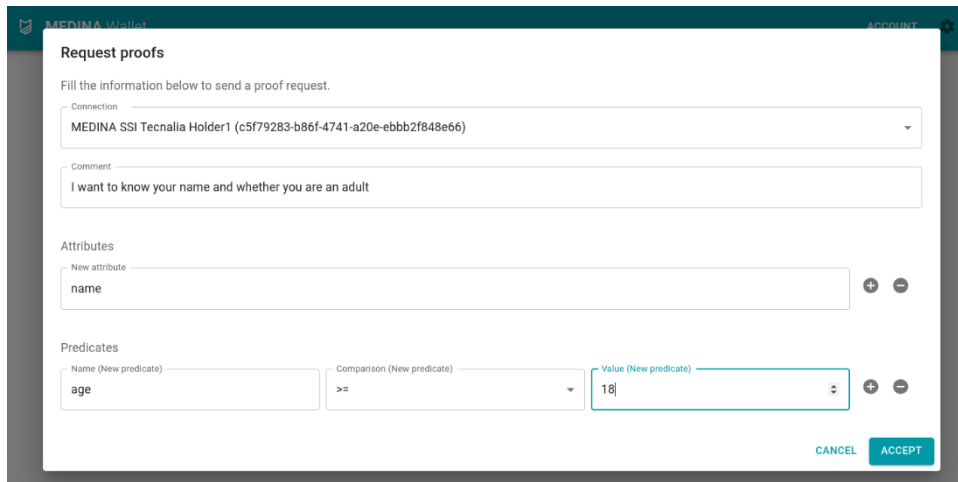 MEDINA Wallet
ACCOUNT
Request proofs
Fill the information below to send a proof request.
Connection
MEDINA SSI Tecnalia Holder1 (c5f79283-b86f-4741-a20e-ebbb2f848e66)
Comment
I want to know your name and whether you are an adult
Attributes
New attribute
name
Predicates
Name (New predicate)
Comparison (New predicate)
Value (New predicate)
age
>=
18
CANCEL
ACCEPT